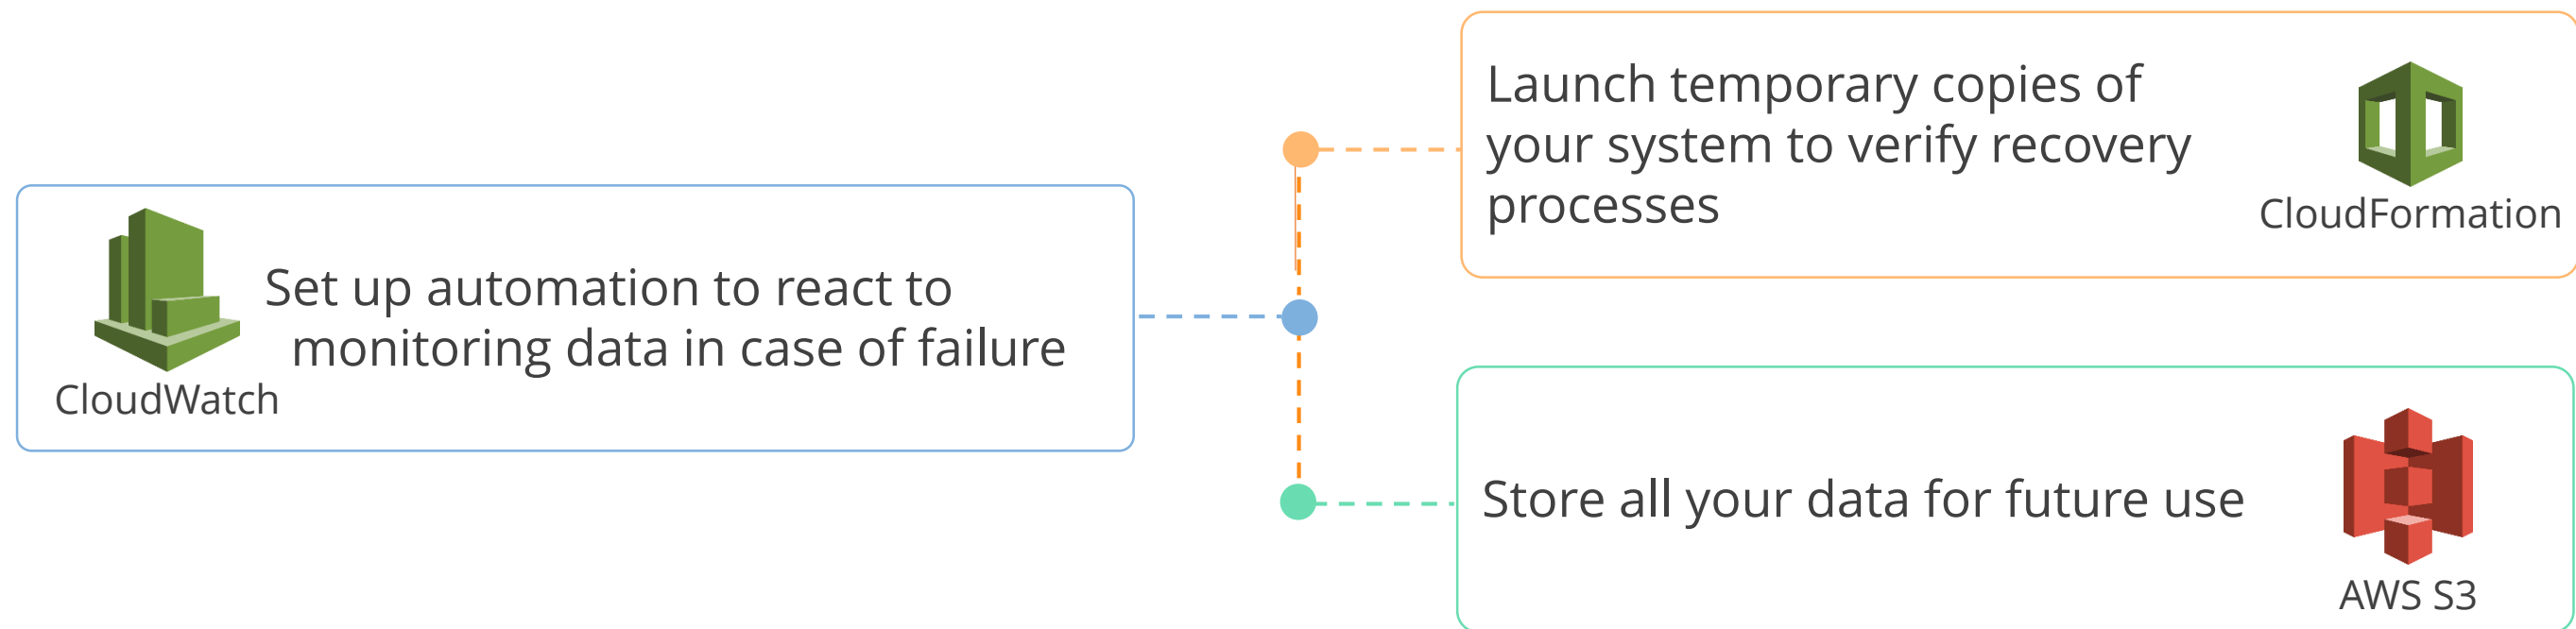 Launch temporary copies of
your system to verify recovery
processes
CloudFormation
Set up automation to react to
monitoring data in case of failure
CloudWatch
Store all your data for future use
AWS S3